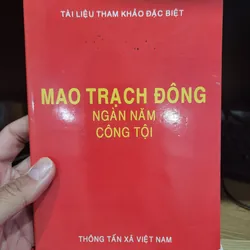 TÀI LIỆU THAM KHẢO ĐẶC BIỆT
MAO TRẠCH ĐÔNG
NGÀN NĂM
CÔNG TỘI
THÔNG TẤN XÃ VIỆT NAM